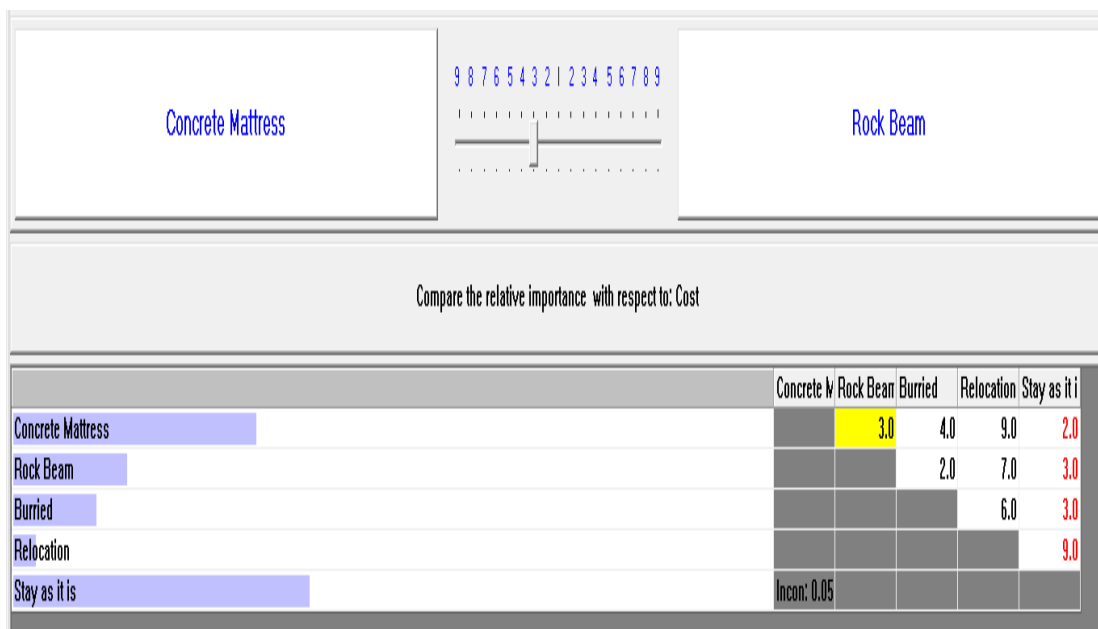 9 8 7 6 5 4 3 2 1 2 3 4 5 6 7 8 9
Concrete Mattress
Rock Beam
Compare the relative importance with respect to: Cost
Concrete M Rock Bean Burried Relocation Stay as it i
Concrete Mattress 3.0 4.0 9.0 2.0
Rock Beam 2.0 7.0 3.0
Burried 6.0 3.0
Relocation 9.0
Stay as it is Incon: 0.05